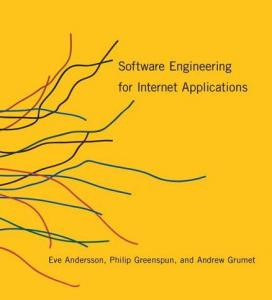 Software Engineering
for Internet Applications
Eve Andersson, Philip Greenspun, and Andrew Grumet